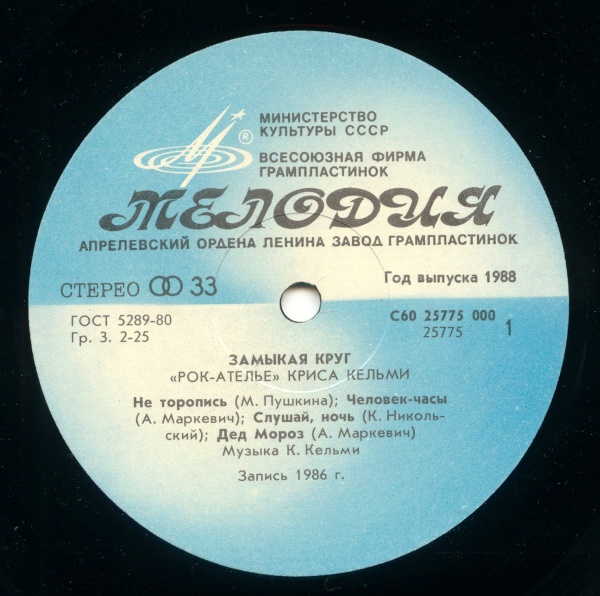 МИНИСТЕРСТВО
КУЛЬТУРЫ СССР
®
ВСЕСОЮЗНАЯ ФИРМА
ГРАМПЛАСТИНОК
МЕЛОДИЯ
АПРЕЛЕВСКИЙ ОРДЕНА ЛЕНИНА ЗАВОД ГРАМПЛАСТИНОК
СТЕРЕО 33
Год выпуска 1988
ГОСТ 5289-80
Гр. 3. 2-25
С60 25775 000
25775 1
ЗАМЫКАЯ КРУГ
«РОК-АТЕЛЬЕ» КРИСА КЕЛЬМИ
Не торопись (М. Пушкина); Человек-часы
(А. Маркевич); Слушай, ночь (К. Николь-
ский); Дед Мороз (А. Маркевич)
Музыка К. Кельми
Запись 1986 г.